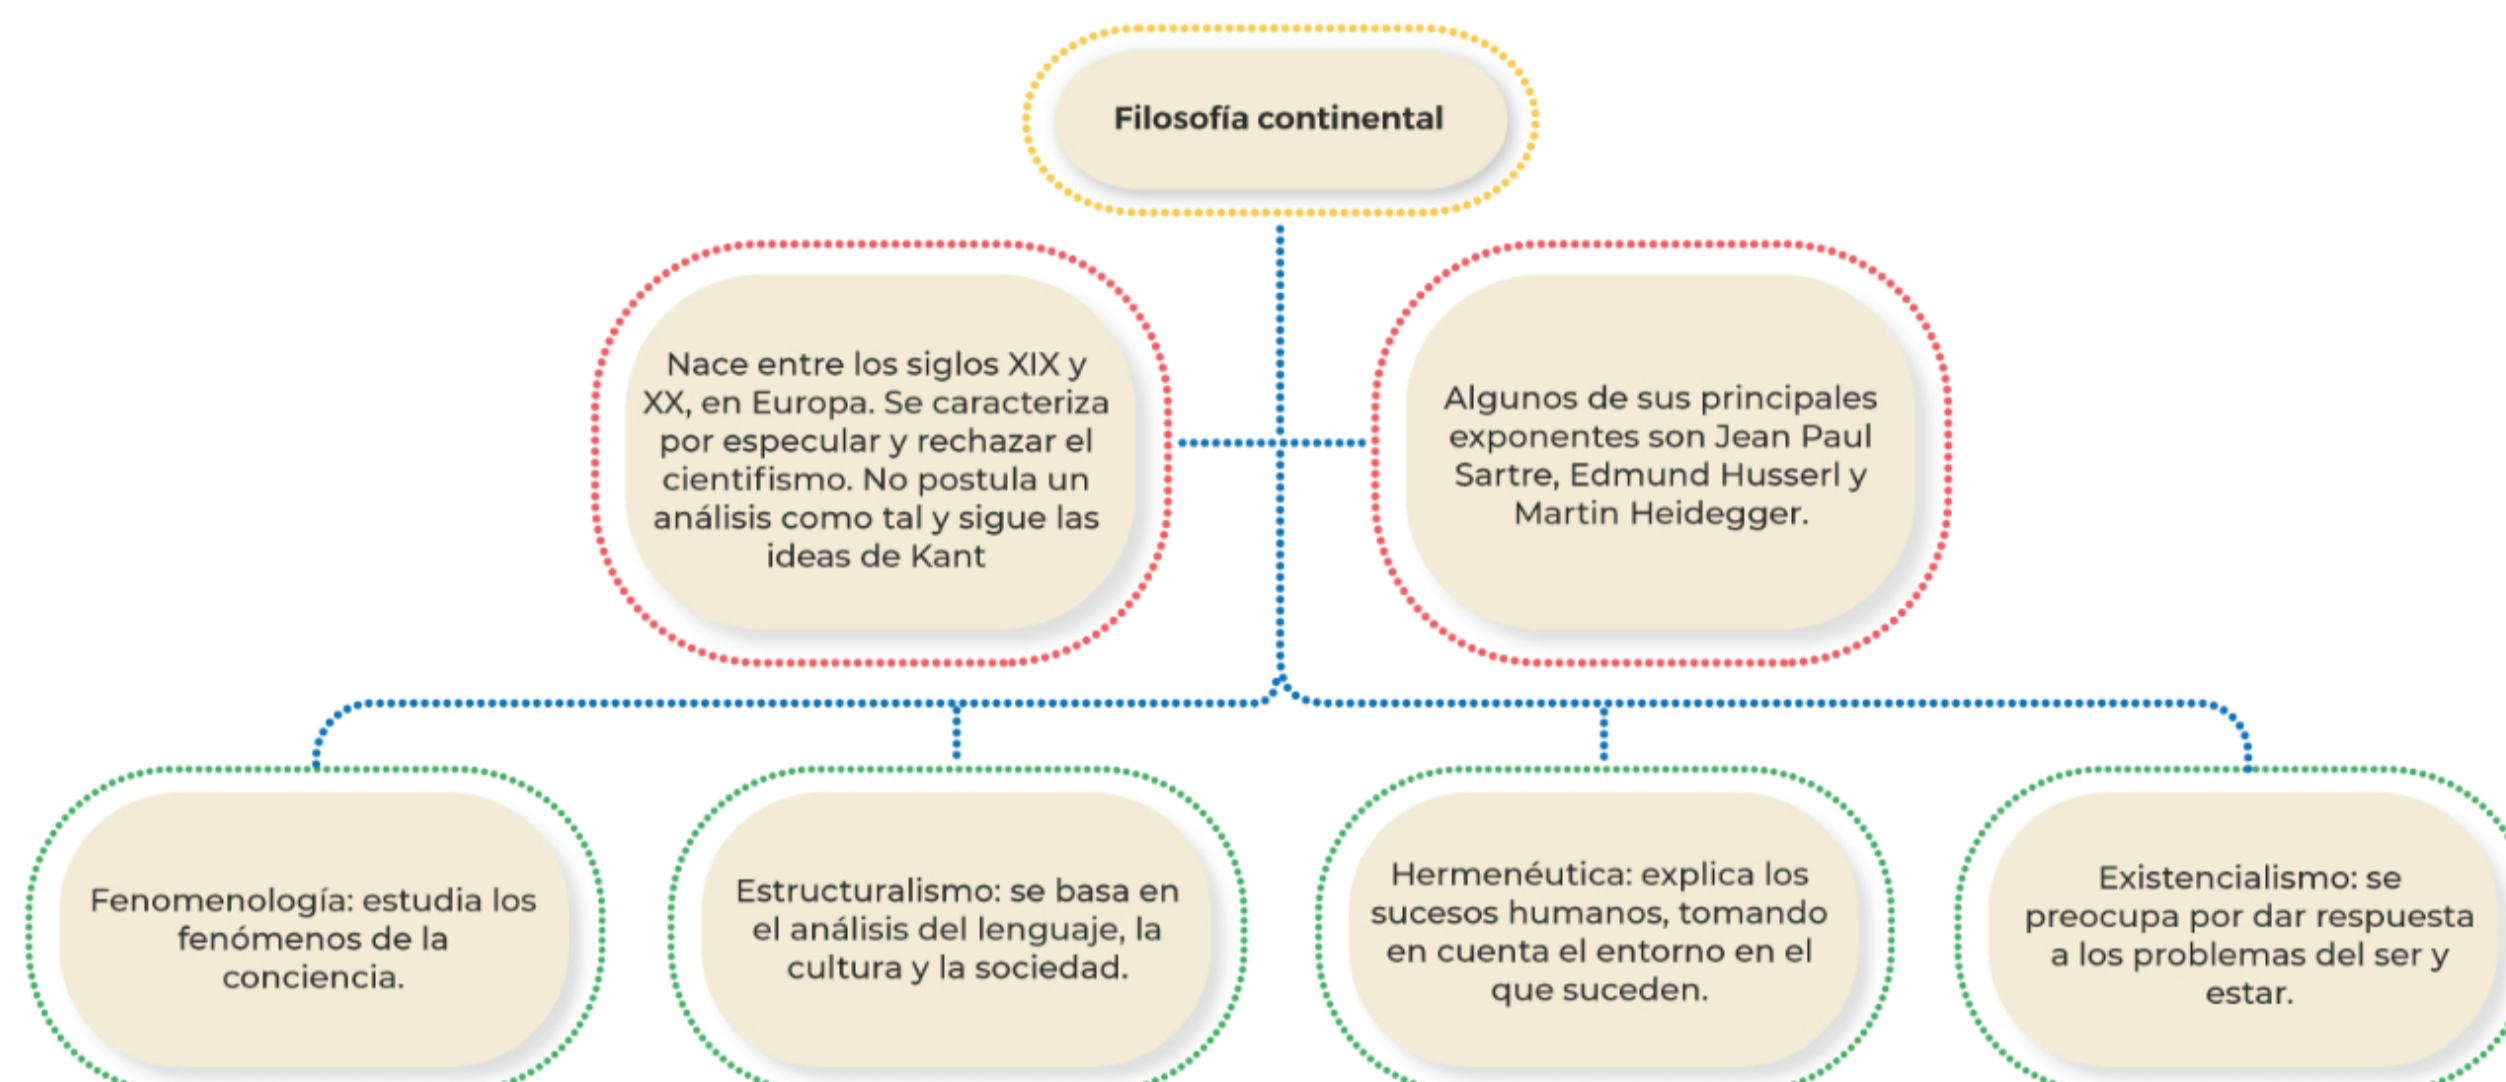 Filosofía continental
Nace entre los siglos XIX y
XX, en Europa. Se caracteriza
por especular y rechazar el
cientifismo. No postula un
análisis como tal y sigue las
ideas de Kant
Algunos de sus principales
exponentes son Jean Paul
Sartre, Edmund Husserl y
Martin Heidegger.
Fenomenología: estudia los
fenómenos de la
conciencia.
Estructuralismo: se basa en
el análisis del lenguaje, la
cultura y la sociedad.
Hermenéutica: explica los
sucesos humanos, tomando
en cuenta el entorno en el
que suceden.
Existencialismo: se
preocupa por dar respuesta
a los problemas del ser y
estar.